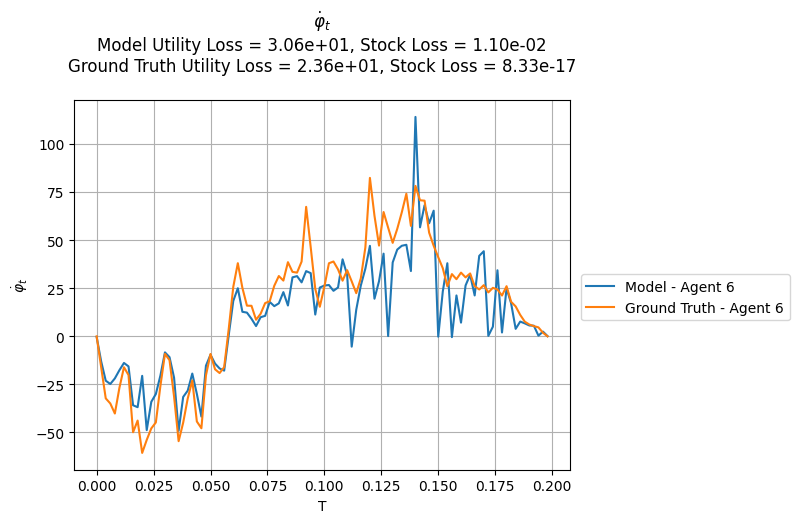 φ̇ₜ
Model Utility Loss = 3.06e+01, Stock Loss = 1.10e-02
Ground Truth Utility Loss = 2.36e+01, Stock Loss = 8.33e-17
φ̇ₜ
100
75
50
25
0
−25
−50
0.000
0.025
0.050
0.075
0.100
0.125
0.150
0.175
0.200
T
Model - Agent 6
Ground Truth - Agent 6